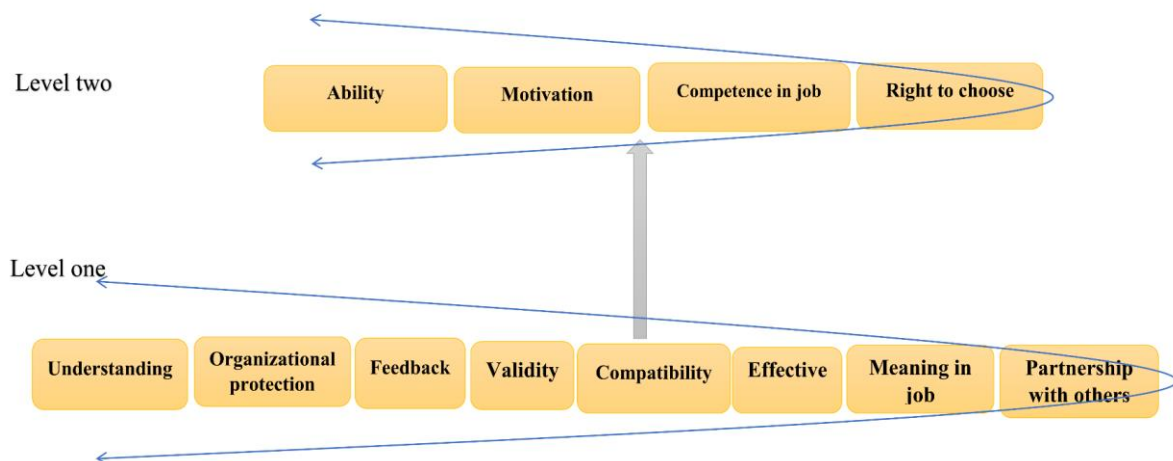 Level two
Ability
Motivation
Competence in job
Right to choose
Level one
Understanding
Organizational
protection
Feedback
Validity
Compatibility
Effective
Meaning in
job
Partnership
with others